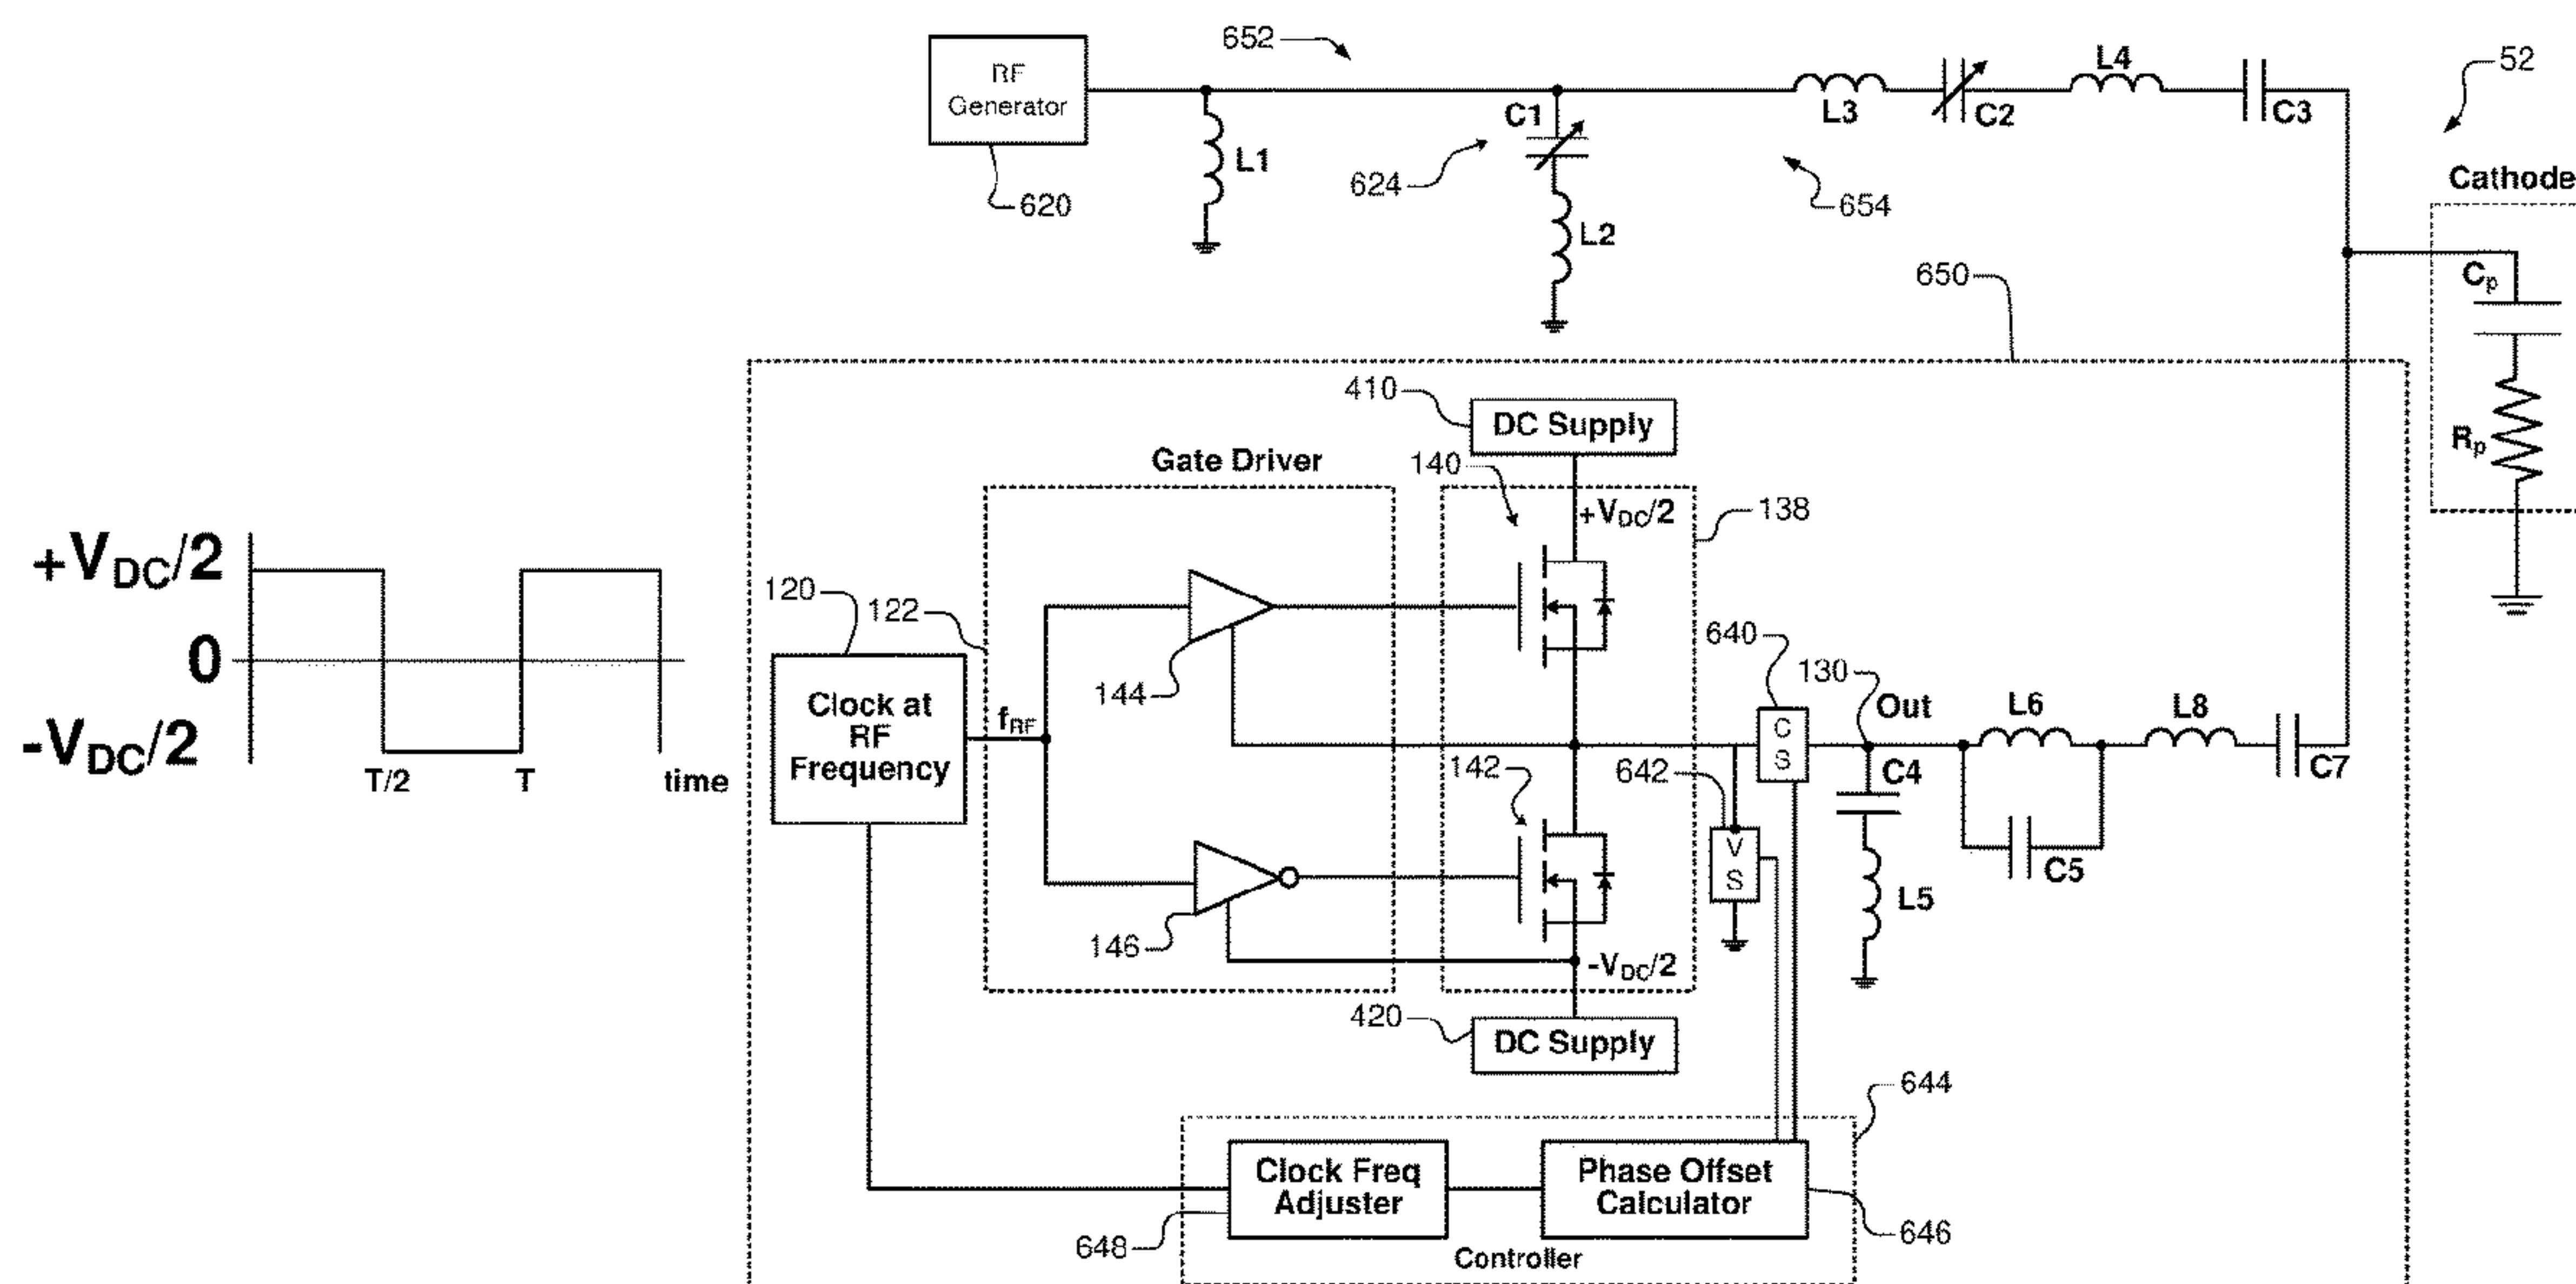 652
RF
Generator
620
L1
C1
624
L2
L3
C2
L4
C3
654
52
Cathode
Cp
Rp
650
410
DC Supply
Gate Driver
140
+VDC/2
138
+VDC/2
0
-VDC/2
T/2
T
time
120
122
Clock at
RF
Frequency
fRF
144
146
142
640
130
C
S
Out
642
V
S
C4
L5
L6
C5
L8
C7
-VDC/2
420
DC Supply
644
Clock Freq
Adjuster
Phase Offset
Calculator
648
646
Controller